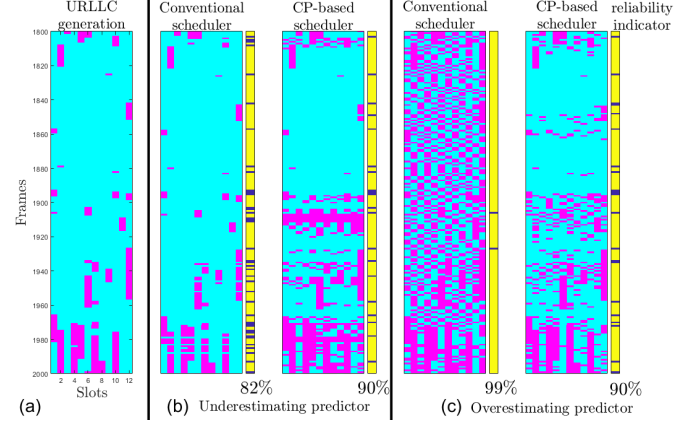 URLLC
generation
Conventional
scheduler
CP-based
scheduler
Conventional
scheduler
CP-based
scheduler
reliability
indicator
Frames
1800
1820
1840
1860
1880
1900
1920
1940
1960
1980
2000
2 4 6 8 10 12
Slots
82%
90%
99%
90%
(a)
(b) Underestimating predictor
(c) Overestimating predictor